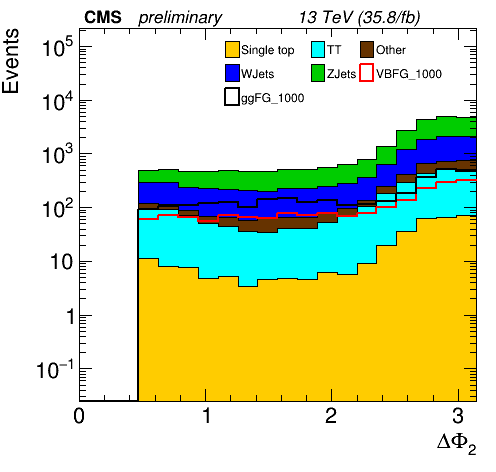 CMS preliminary 13 TeV (35.8/fb)
Events
Single top TT Other
WJets ZJets VBFG_1000
ggFG_1000
10⁵
10⁴
10³
10²
10
1
10⁻¹
0 1 2 3
ΔΦ₂